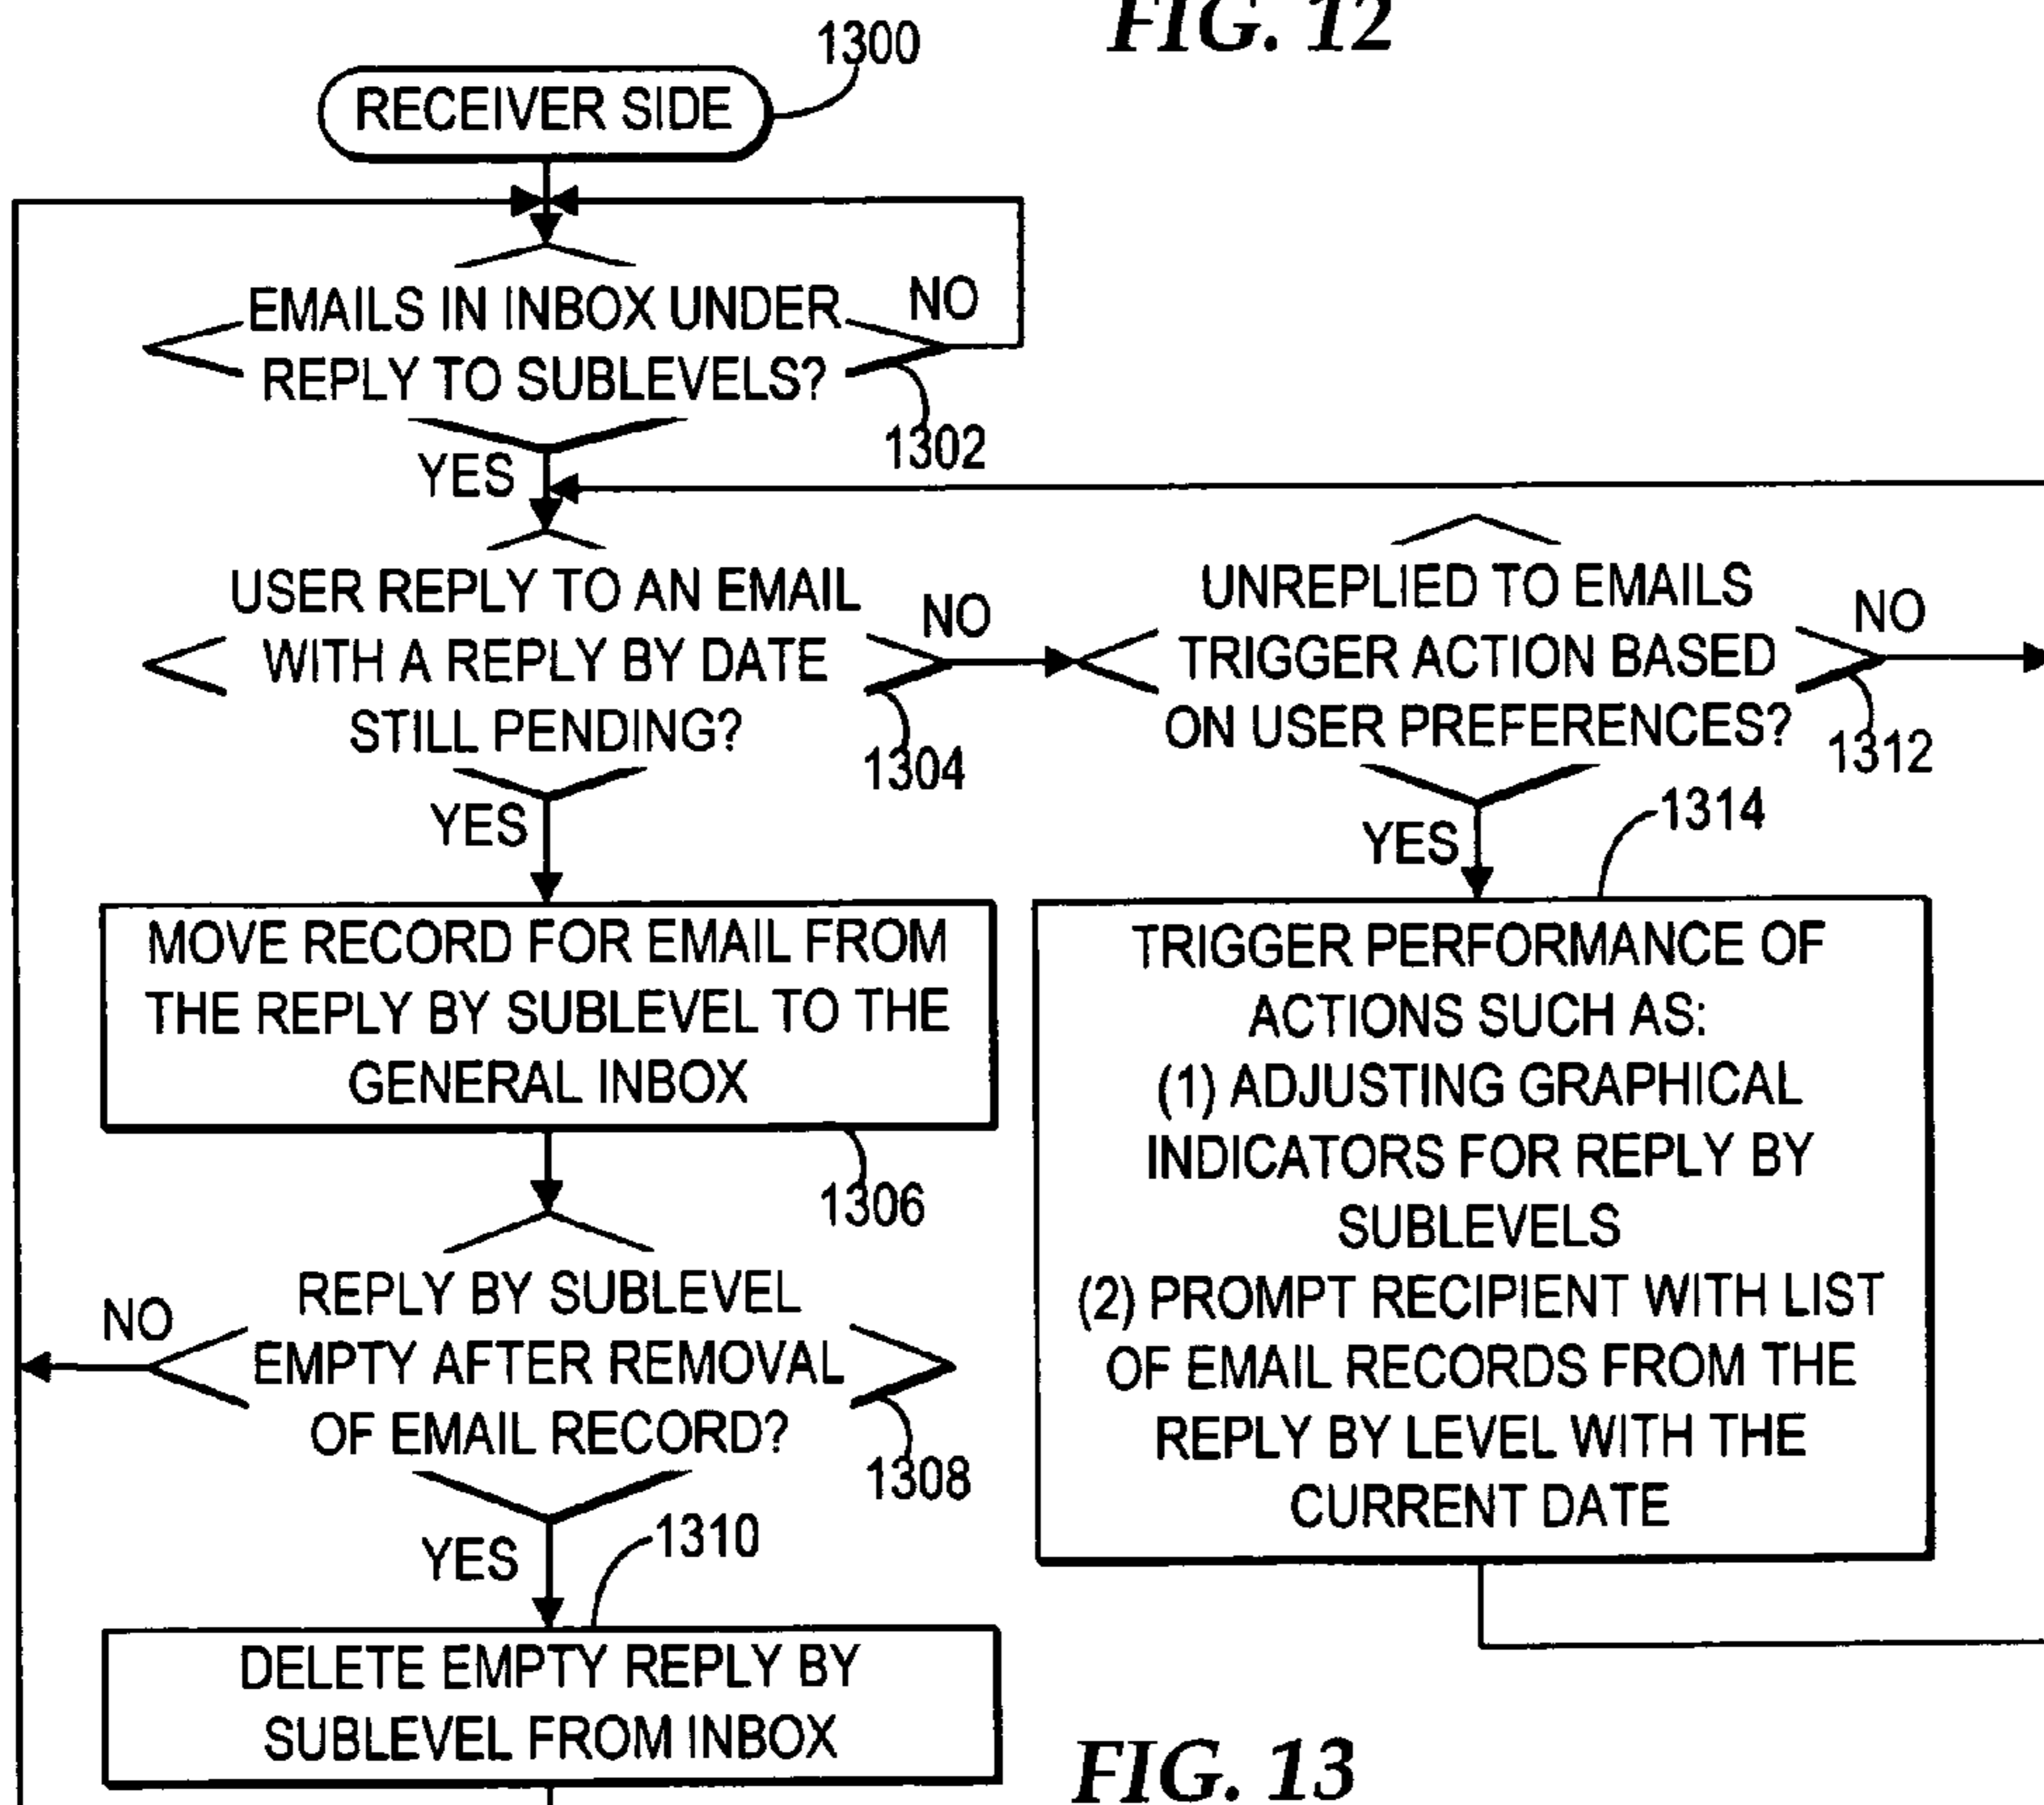 FIG. 12
1300
RECEIVER SIDE
EMAILS IN INBOX UNDER
REPLY TO SUBLEVELS?
NO
1302
YES
USER REPLY TO AN EMAIL
WITH A REPLY BY DATE
STILL PENDING?
NO
1304
YES
UNREPLIED TO EMAILS
TRIGGER ACTION BASED
ON USER PREFERENCES?
NO
1312
YES
1314
MOVE RECORD FOR EMAIL FROM
THE REPLY BY SUBLEVEL TO THE
GENERAL INBOX
1306
TRIGGER PERFORMANCE OF
ACTIONS SUCH AS:
(1) ADJUSTING GRAPHICAL
INDICATORS FOR REPLY BY
SUBLEVELS
(2) PROMPT RECIPIENT WITH LIST
OF EMAIL RECORDS FROM THE
REPLY BY LEVEL WITH THE
CURRENT DATE
NO
REPLY BY SUBLEVEL
EMPTY AFTER REMOVAL
OF EMAIL RECORD?
1308
YES
1310
DELETE EMPTY REPLY BY
SUBLEVEL FROM INBOX
FIG. 13